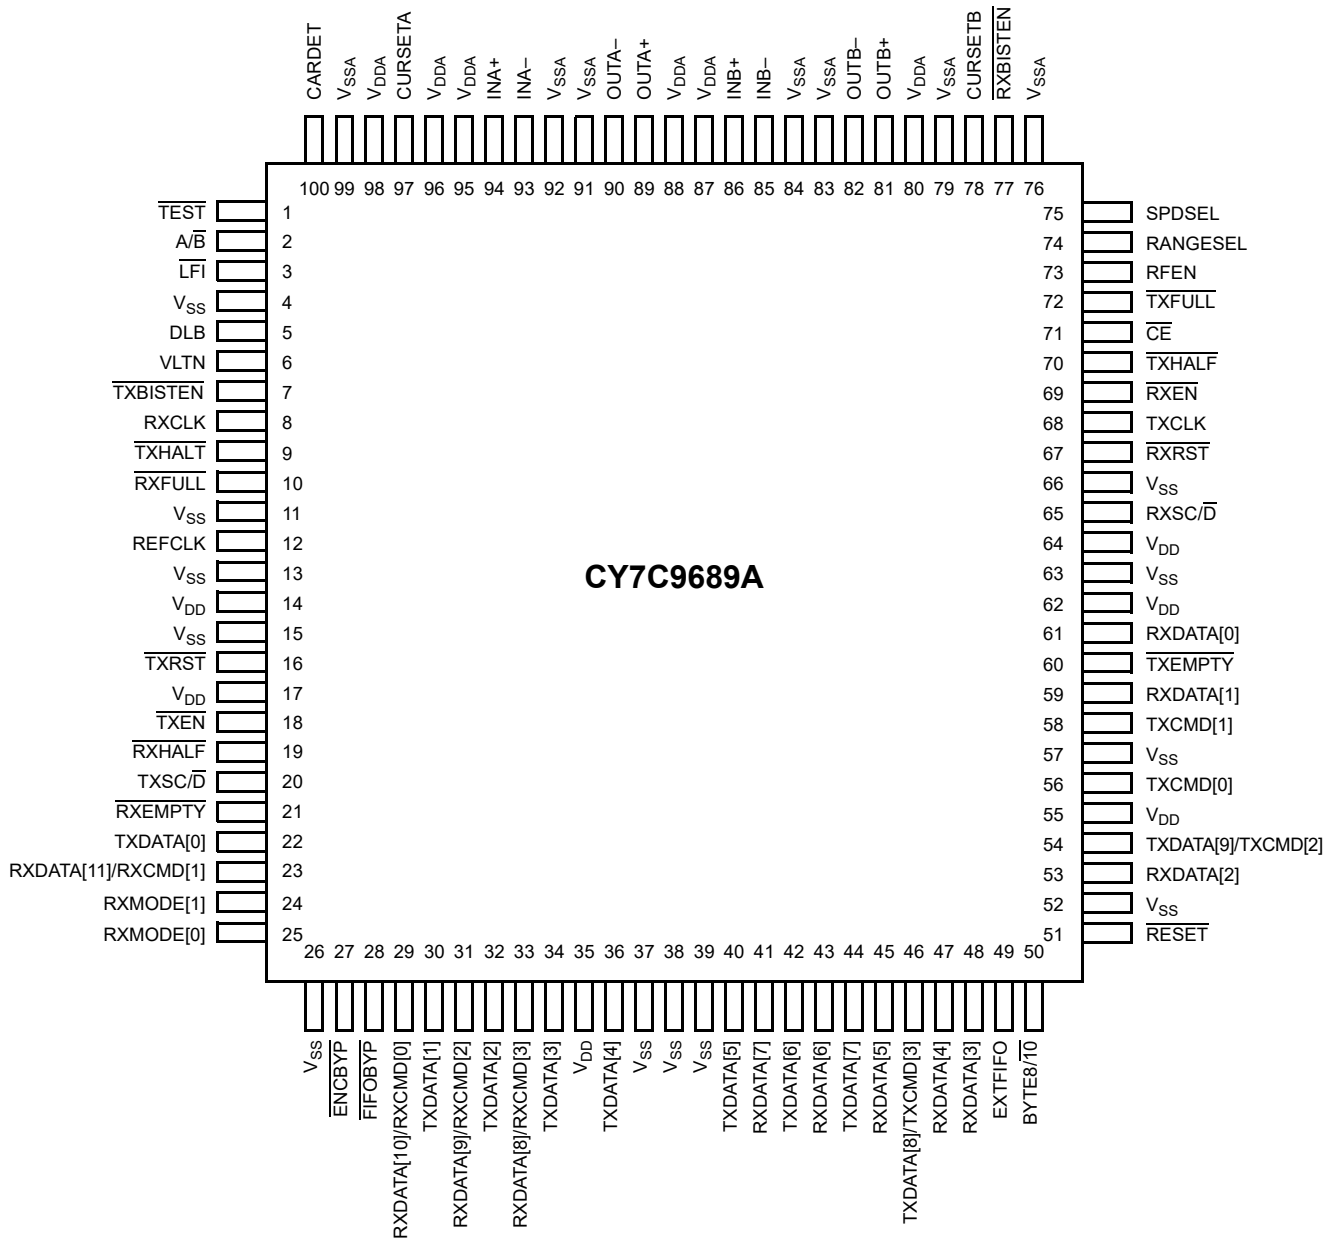 CARDET
VSSA
VDDA
CURSETA
VDDA
VDDA
INA+
INA–
VSSA
VSSA
OUTA–
OUTA+
VDDA
VDDA
INB+
INB–
VSSA
VSSA
OUTB–
OUTB+
VDDA
VSSA
CURSETB
RXBISTEN
VSSA
100 99 98 97 96 95 94 93 92 91 90 89 88 87 86 85 84 83 82 81 80 79 78 77 76
TEST 1
A/B 2
LFI 3
VSS 4
DLB 5
VLTN 6
TXBISTEN 7
RXCLK 8
TXHALT 9
RXFULL 10
VSS 11
REFCLK 12
VSS 13
VDD 14
VSS 15
TXRST 16
VDD 17
TXEN 18
RXHALF 19
TXSC/D 20
RXEMPTY 21
TXDATA[0] 22
RXDATA[11]/RXCMD[1] 23
RXMODE[1] 24
RXMODE[0] 25
CY7C9689A
75 SPDSEL
74 RANGESEL
73 RFEN
72 TXFULL
71 CE
70 TXHALF
69 RXEN
68 TXCLK
67 RXRST
66 VSS
65 RXSC/D
64 VDD
63 VSS
62 VDD
61 RXDATA[0]
60 TXEMPTY
59 RXDATA[1]
58 TXCMD[1]
57 VSS
56 TXCMD[0]
55 VDD
54 TXDATA[9]/TXCMD[2]
53 RXDATA[2]
52 VSS
51 RESET
26 27 28 29 30 31 32 33 34 35 36 37 38 39 40 41 42 43 44 45 46 47 48 49 50
VSS
ENCBYP
FIFOBYP
RXDATA[10]/RXCMD[0]
TXDATA[1]
RXDATA[9]/RXCMD[2]
TXDATA[2]
RXDATA[8]/RXCMD[3]
TXDATA[3]
VDD
TXDATA[4]
VSS
VSS
VSS
TXDATA[5]
RXDATA[7]
TXDATA[6]
RXDATA[6]
TXDATA[7]
RXDATA[5]
TXDATA[8]/TXCMD[3]
RXDATA[4]
RXDATA[3]
EXTFIFO
BYTE8/10